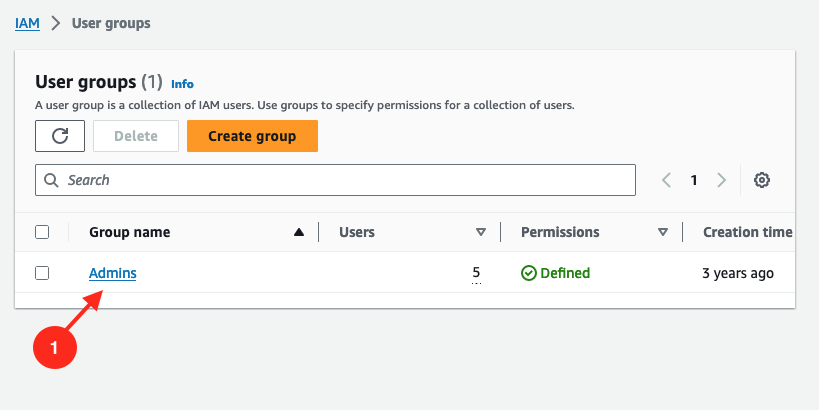 IAM > User groups
User groups (1) Info
A user group is a collection of IAM users. Use groups to specify permissions for a collection of users.
Delete Create group
Search 1
Group name Users Permissions Creation time
Admins 5 Defined 3 years ago
1